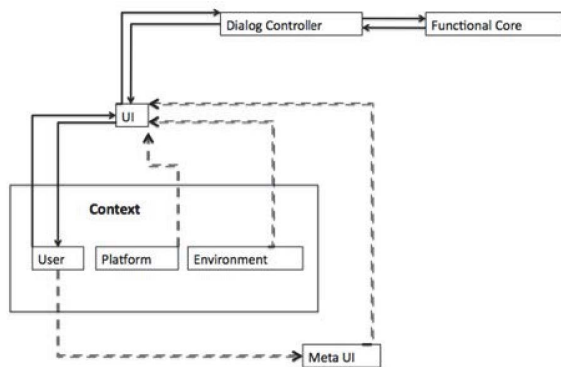 Dialog Controller
Functional Core
UI
Context
User
Platform
Environment
Meta UI